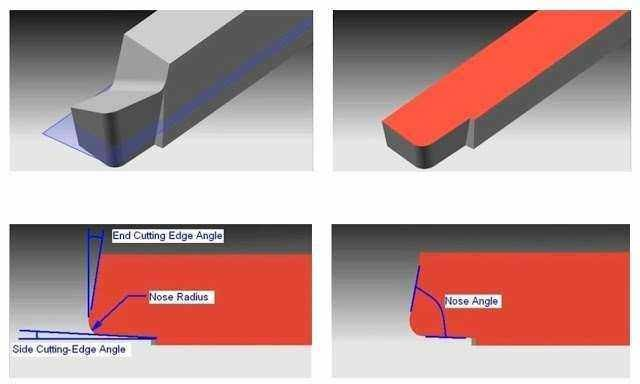 End Cutting Edge Angle
Nose Radius
Side Cutting-Edge Angle
Nose Angle